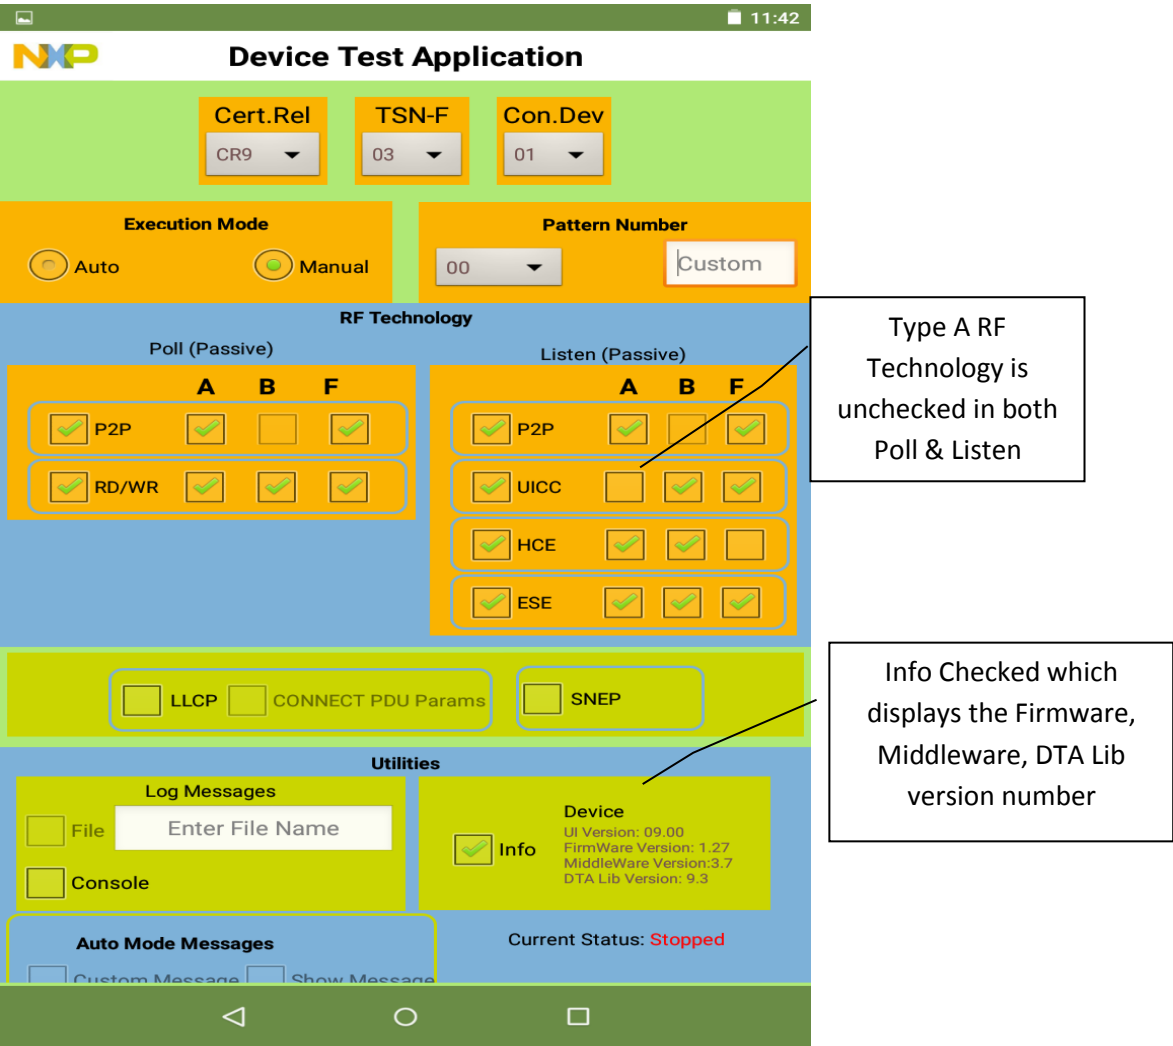 11:42
NXP
Device Test Application
Cert.Rel TSN-F Con.Dev
CR9 03 01
Execution Mode
Auto Manual
Pattern Number
00 Custom
RF Technology
Poll (Passive)
A B F
P2P
RD/WR
Listen (Passive)
A B F
P2P
UICC
HCE
ESE
Type A RF
Technology is
unchecked in both
Poll & Listen
LLCP CONNECT PDU Params SNEP
Utilities
Log Messages
File Enter File Name
Console
Info
Device
UI Version: 09.00
FirmWare Version: 1.27
MiddleWare Version:3.7
DTA Lib Version: 9.3
Info Checked which
displays the Firmware,
Middleware, DTA Lib
version number
Auto Mode Messages
Custom Message Show Message
Current Status: Stopped